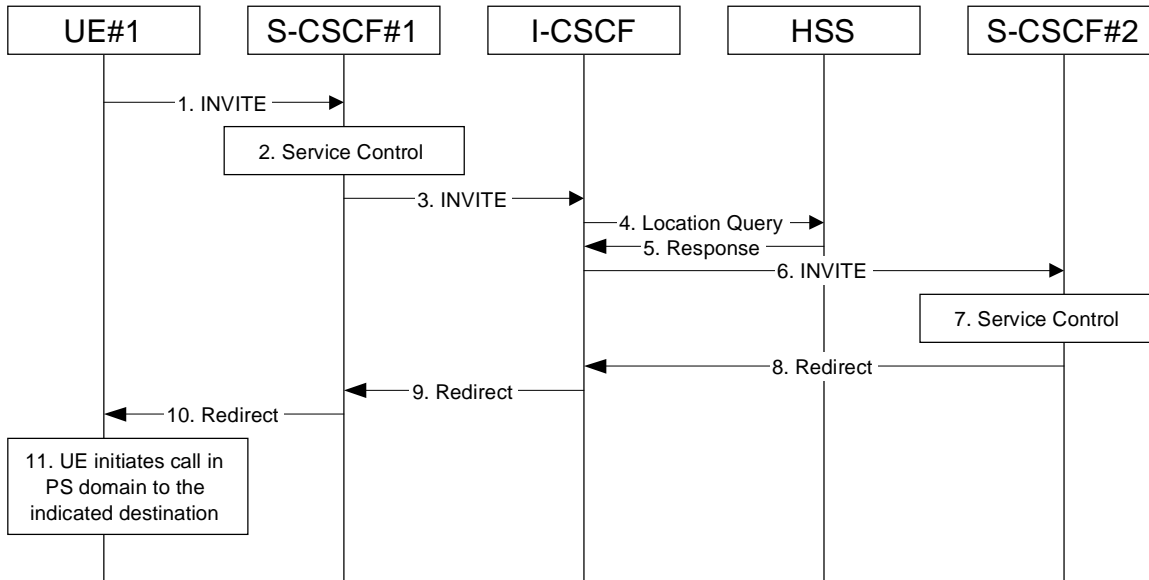 UE#1
S-CSCF#1
I-CSCF
HSS
S-CSCF#2
1. INVITE
2. Service Control
3. INVITE
4. Location Query
5. Response
6. INVITE
7. Service Control
8. Redirect
9. Redirect
10. Redirect
11. UE initiates call in
PS domain to the
indicated destination